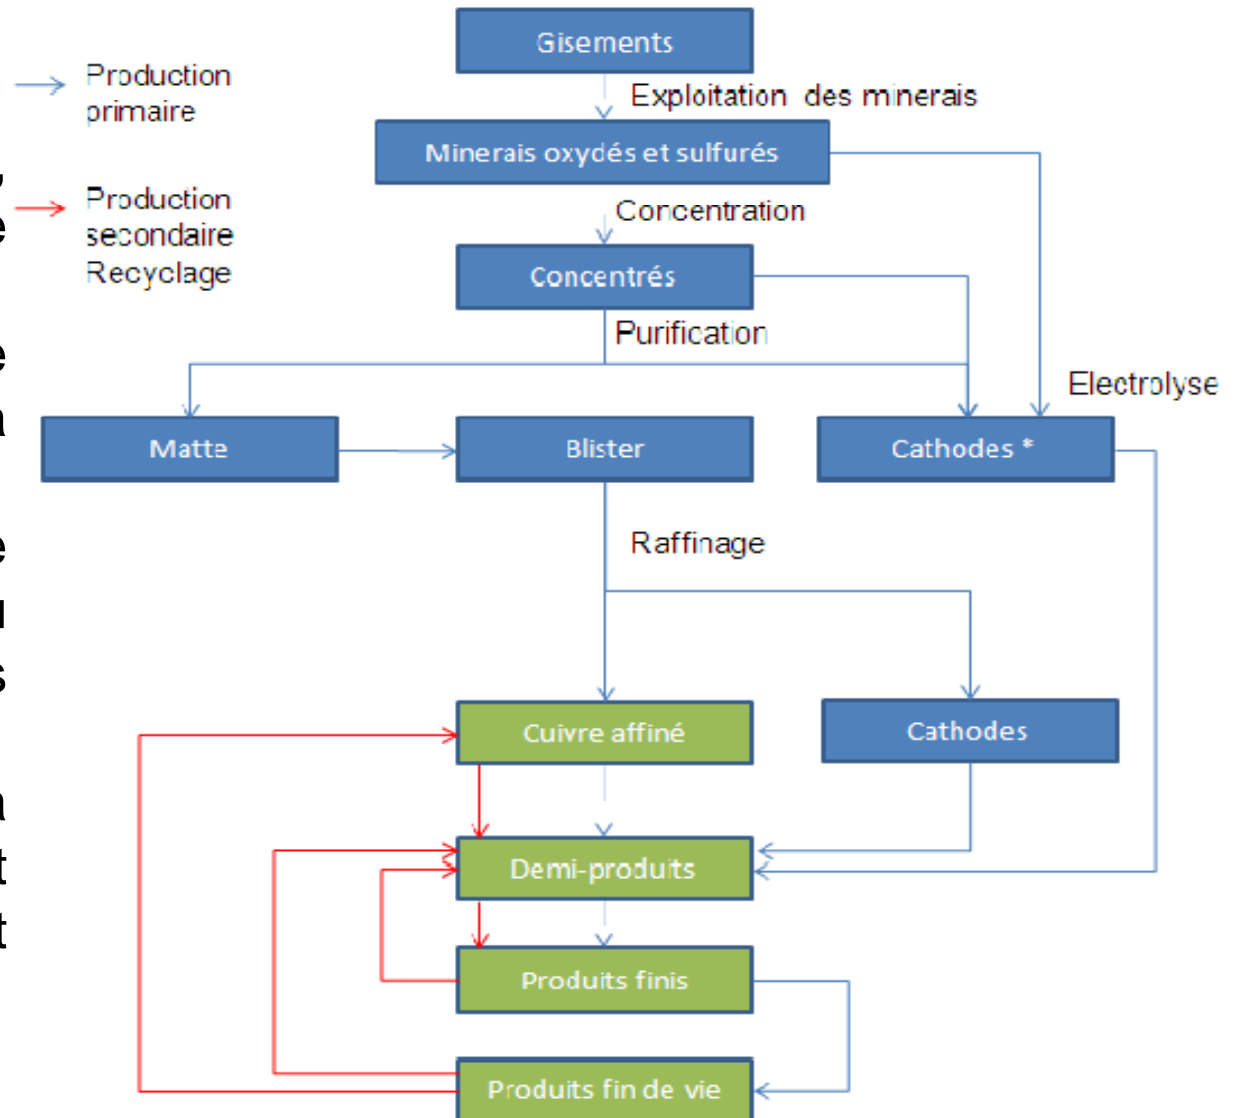 Gisements
Production
primaire
Exploitation des minerais
Minerais oxydés et sulfurés
,
Production
secondaire
Recyclage
e
Concentration
Concentrés
Purification
e
a
Electrolyse
Matte
Blister
Cathodes *
e
Raffinage
u
s
Cuivre affiné
Cathodes
a
t
Demi-produits
t
Produits finis
Produits fin de vie